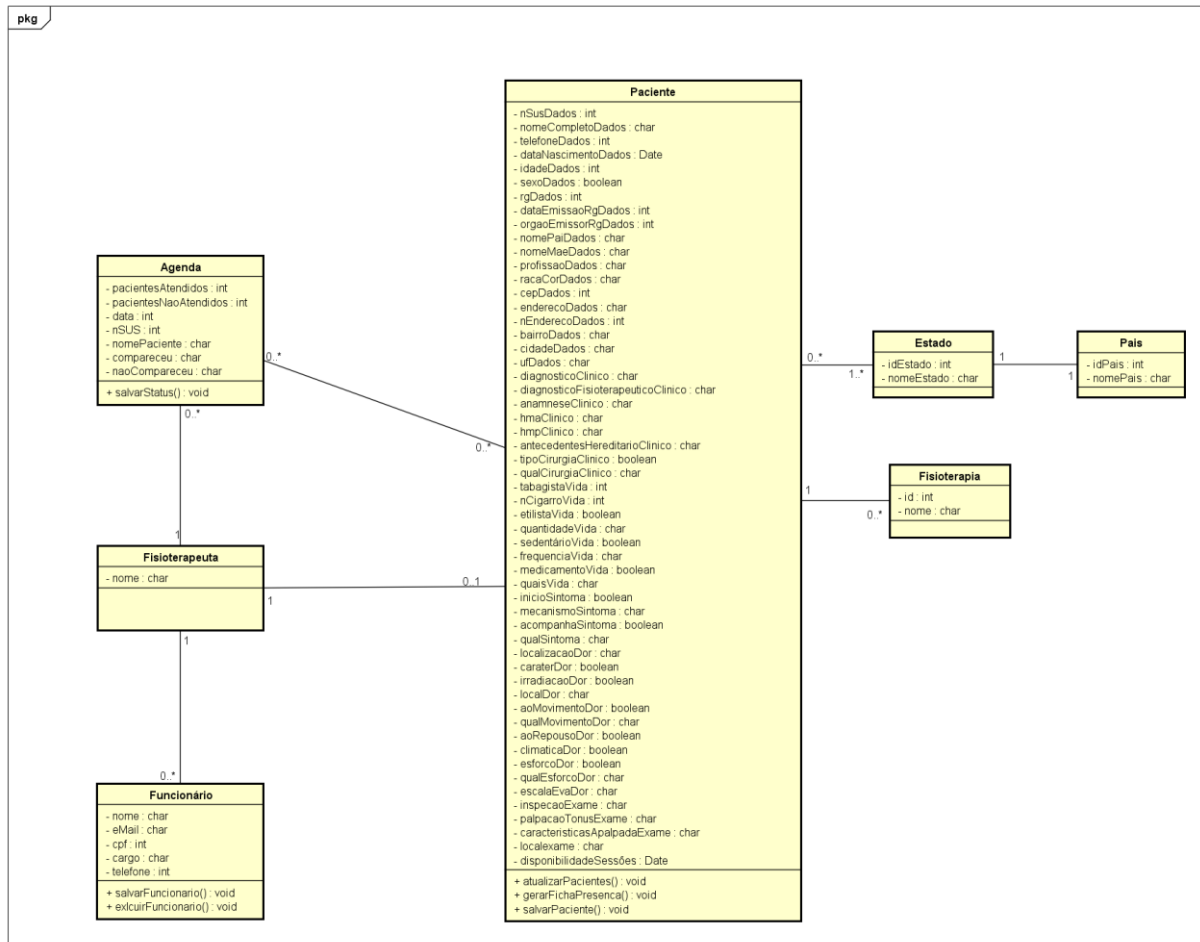 pkg
Paciente
- nSusDados : int
- nomeCompletoDados : char
- telefoneDados : int
- dataNascimentoDados : Date
- idadeDados : int
- sexoDados : boolean
- rgDados : int
- dataEmissaoRgDados : int
- orgaoEmissorRgDados : int
- nomePaiDados : char
- nomeMaeDados : char
- profissaoDados : char
- racaCorDados : char
- cepDados : int
- enderecoDados : char
- nEnderecoDados : int
- bairroDados : char
- cidadeDados : char
- ufDados : char
- diagnosticoClinico : char
- diagnosticoFisioterapeuticoClinico : char
- anamneseClinico : char
- hmaClinico : char
- hmpClinico : char
- antecedentesHereditarioClinico : char
- tipoCirurgiaClinico : boolean
- qualCirurgiaClinico : char
- tabagistaVida : int
- nCigarroVida : int
- etilistaVida : boolean
- quantidadeVida : char
- sedentárioVida : boolean
- frequenciaVida : char
- medicamentoVida : boolean
- quaisVida : char
- inicioSintoma : boolean
- mecanismoSintoma : char
- acompanhaSintoma : boolean
- qualSintoma : char
- localizacaoDor : char
- caraterDor : boolean
- irradiacaoDor : boolean
- localDor : char
- aoMovimentoDor : boolean
- qualMovimentoDor : char
- aoRepousoDor : boolean
- climaticaDor : boolean
- esforcoDor : boolean
- qualEsforcoDor : char
- escalaEvaDor : char
- inspecaoExame : char
- palpacaoTonusExame : char
- caracteristicasApalpadaExame : char
- localexame : char
- disponibilidadeSessões : Date
+ atualizarPacientes() : void
+ gerarFichaPresenca() : void
+ salvarPaciente() : void
Agenda
- pacientesAtendidos : int
- pacientesNaoAtendidos : int
- data : int
- nSUS : int
- nomePaciente : char
- compareceu : char
- naoCompareceu : char
+ salvarStatus() : void
0..*
0..*
0..*
1
Fisioterapeuta
- nome : char
1
0..1
1
0..*
Funcionário
- nome : char
- eMail : char
- cpf : int
- cargo : char
- telefone : int
+ salvarFuncionario() : void
+ exlcuirFuncionario() : void
0..*
1..*
Estado
- idEstado : int
- nomeEstado : char
1
1
Pais
- idPais : int
- nomePais : char
1
0..*
Fisioterapia
- id : int
- nome : char